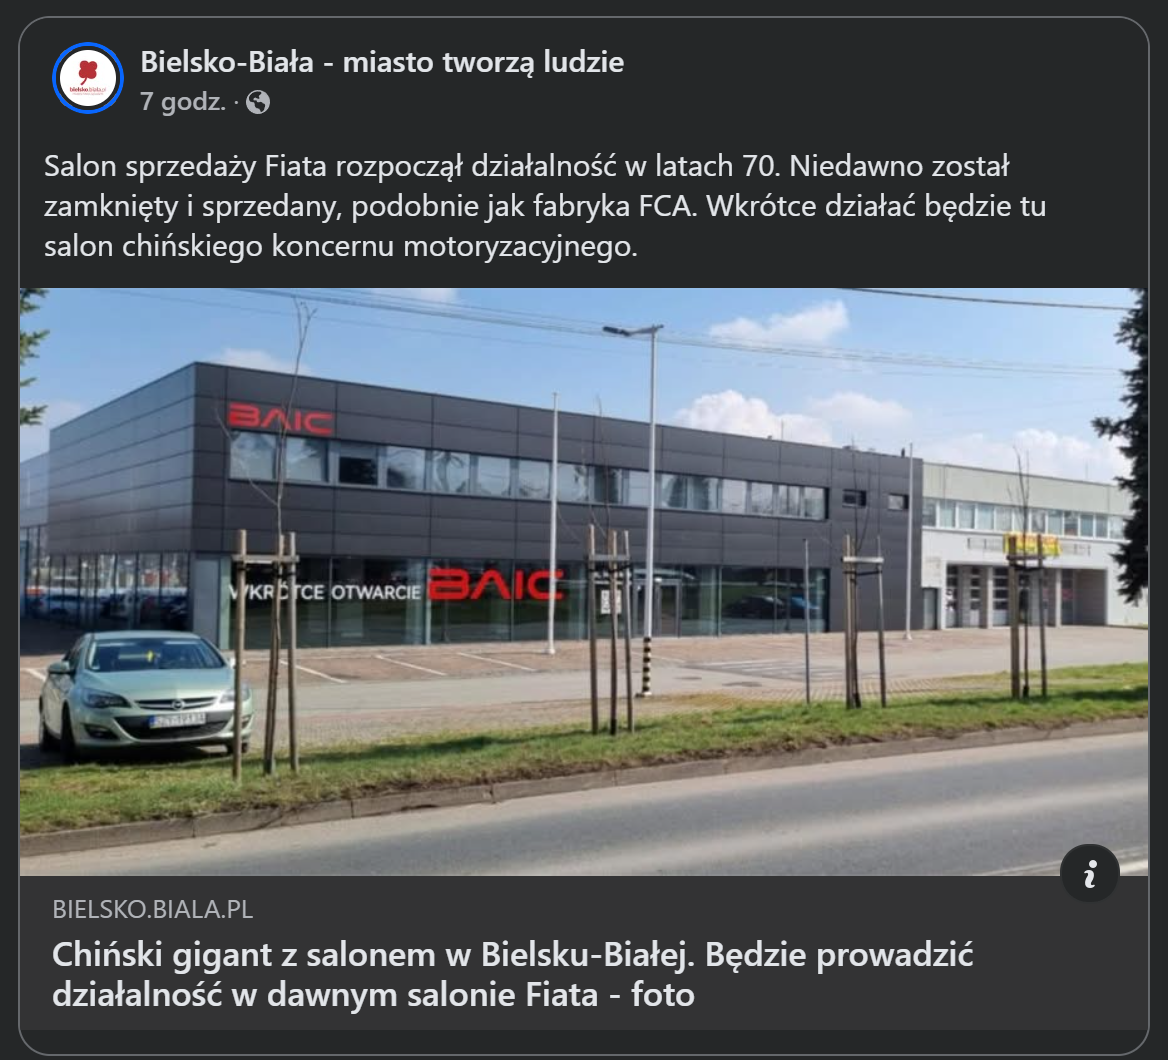 Bielsko-Biała - miasto tworzą ludzie
7 godz. ·
Salon sprzedaży Fiata rozpoczął działalność w latach 70. Niedawno został
zamknięty i sprzedany, podobnie jak fabryka FCA. Wkrótce działać będzie tu
salon chińskiego koncernu motoryzacyjnego.
BAIC
WKRÓTCE OTWARCIE BAIC
BIELSKO.BIALA.PL
Chiński gigant z salonem w Bielsku-Białej. Będzie prowadzić
działalność w dawnym salonie Fiata - foto